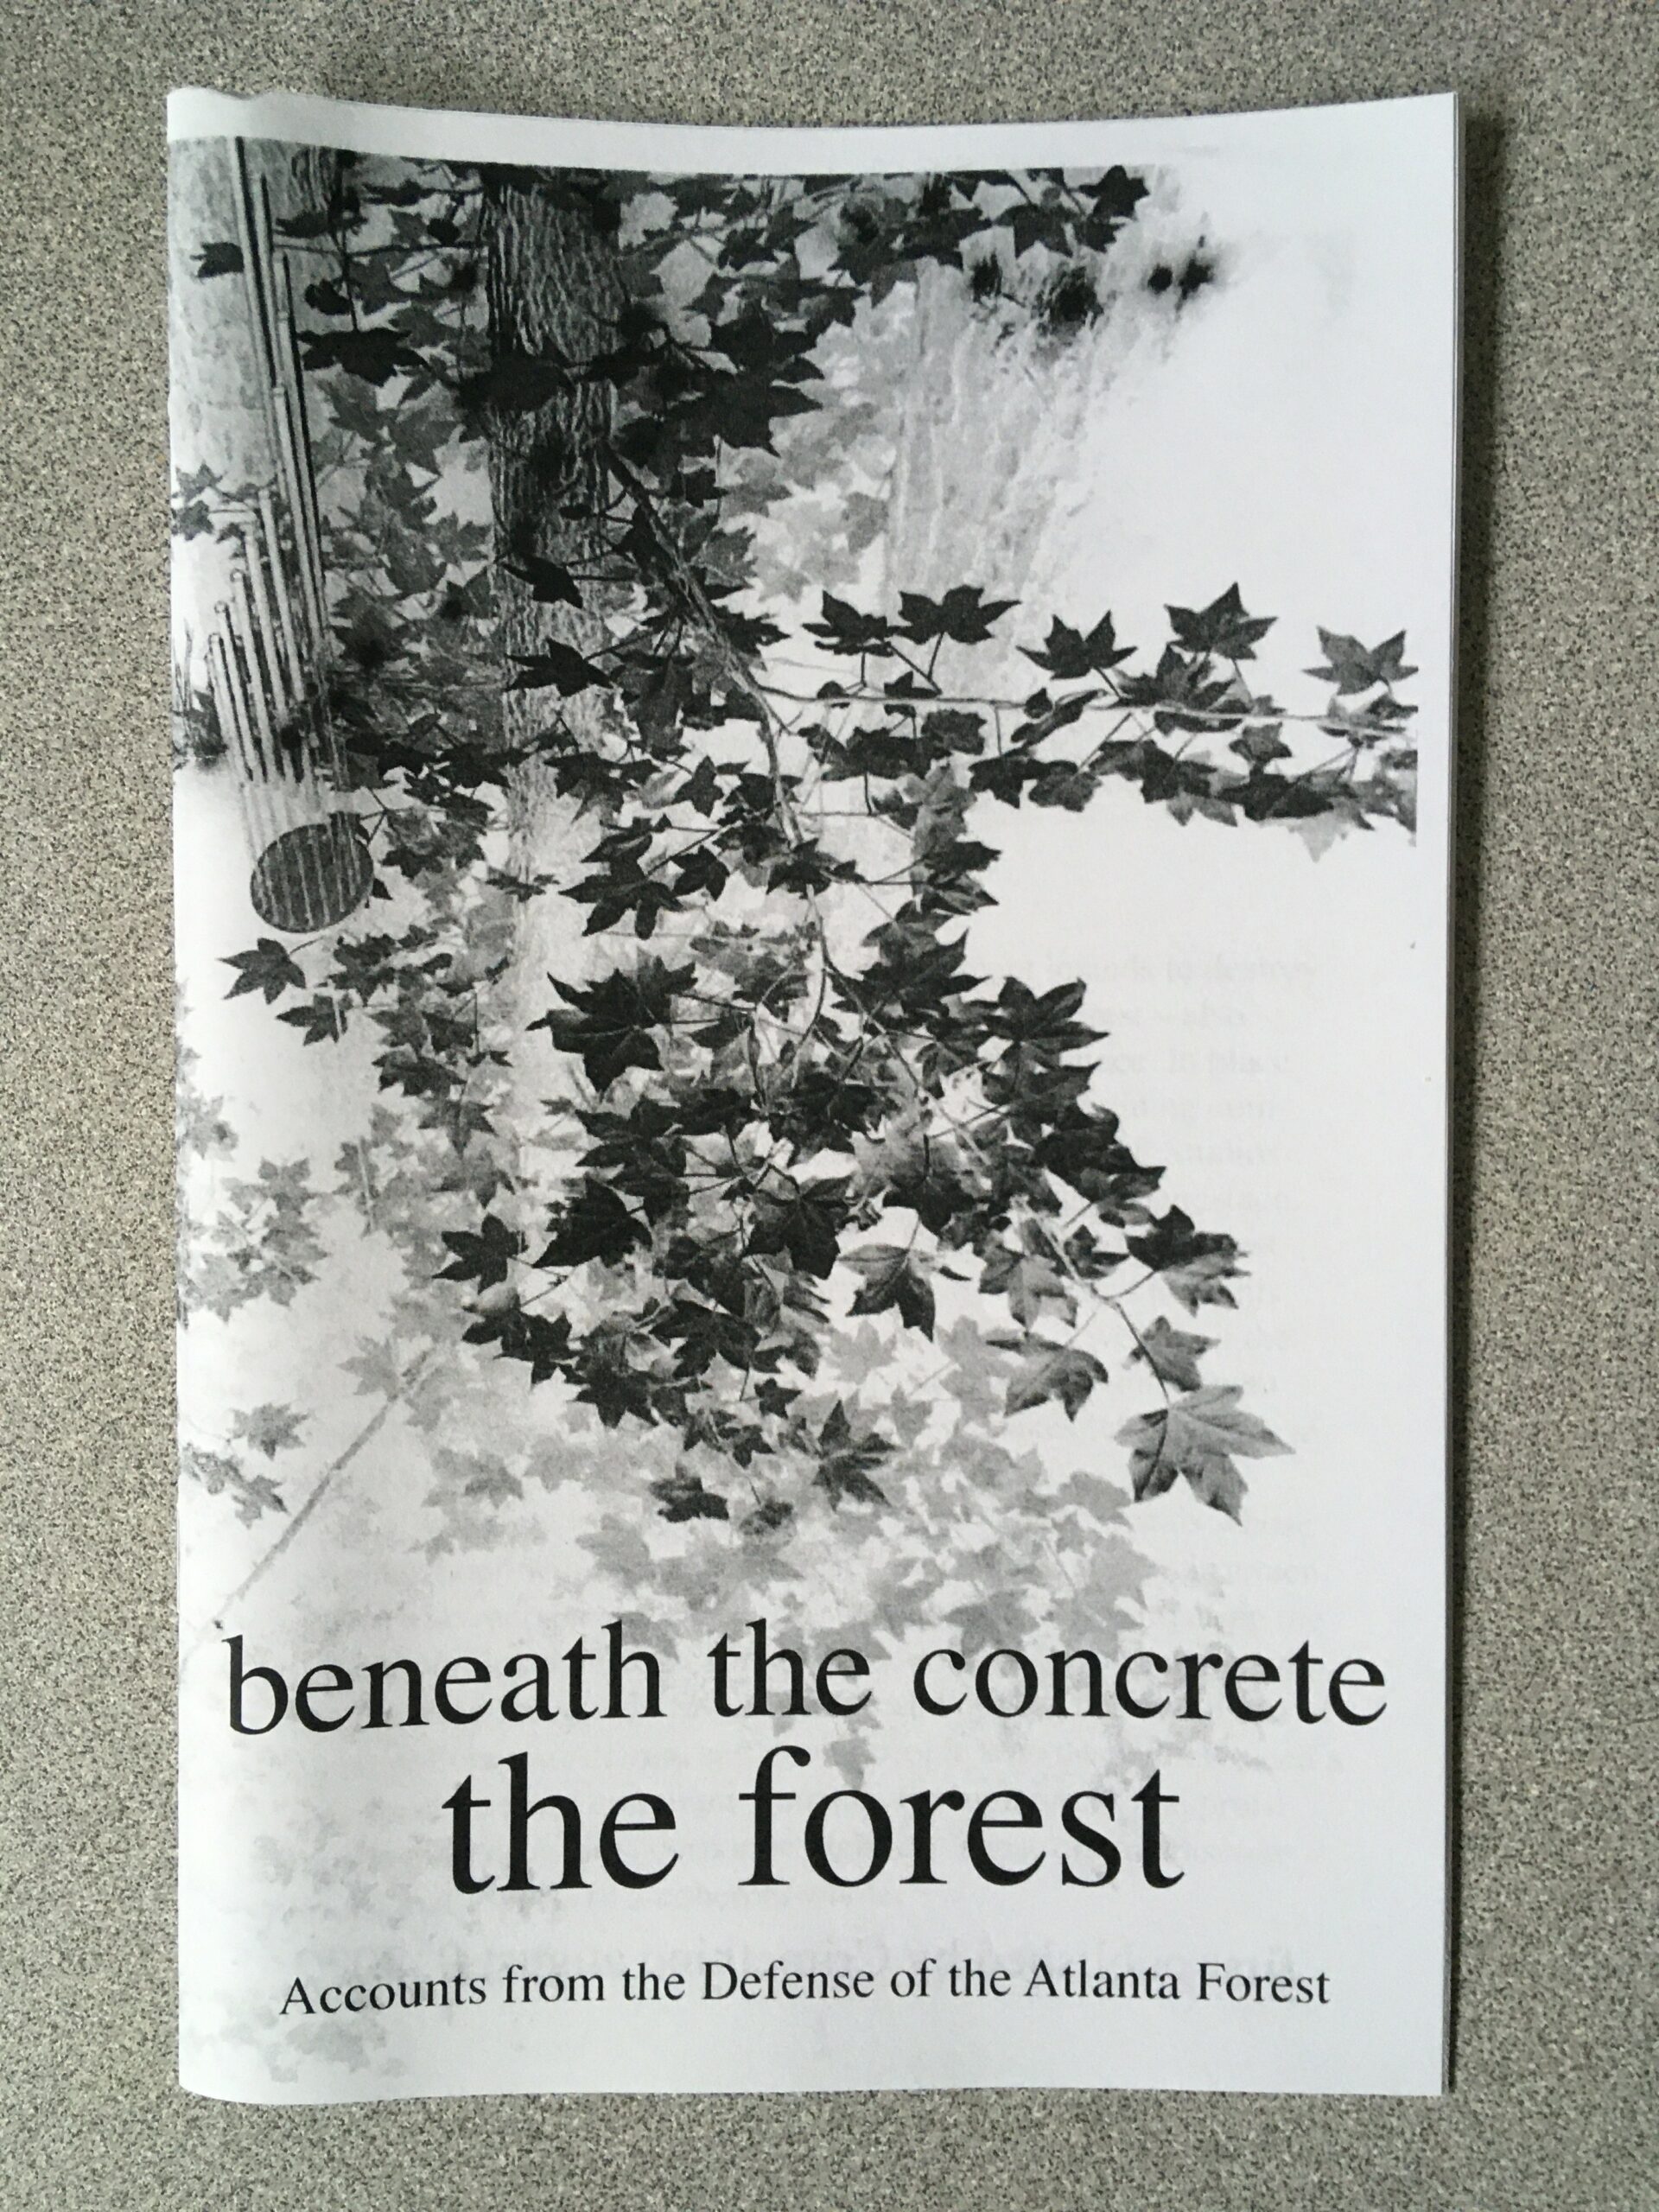 beneath the concrete
the forest
Accounts from the Defense of the Atlanta Forest